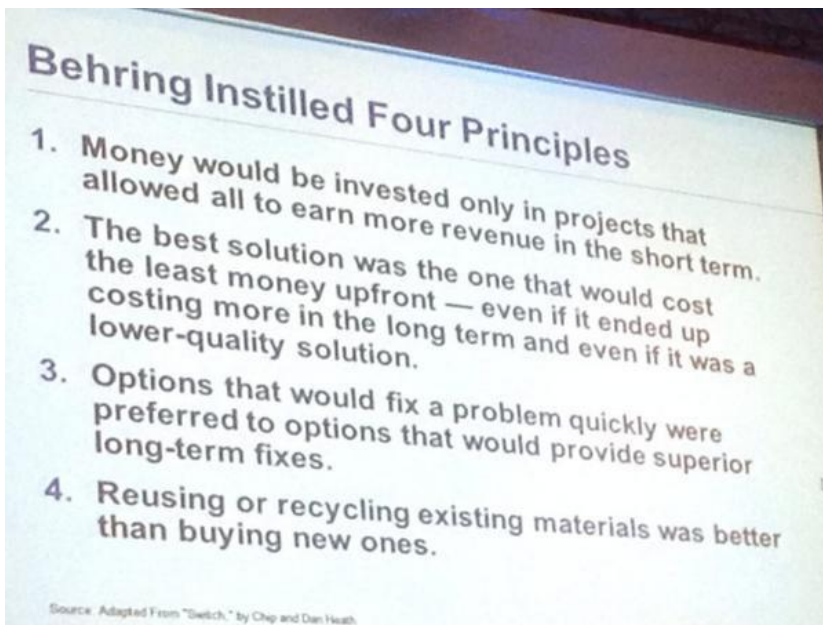 Behring Instilled Four Principles
1. Money would be invested only in projects that
allowed all to earn more revenue in the short term.
2. The best solution was the one that would cost
the least money upfront — even if it ended up
costing more in the long term and even if it was a
lower-quality solution.
3. Options that would fix a problem quickly were
preferred to options that would provide superior
long-term fixes.
4. Reusing or recycling existing materials was better
than buying new ones.
Source: Adapted From "Switch," by Chip and Dan Heath